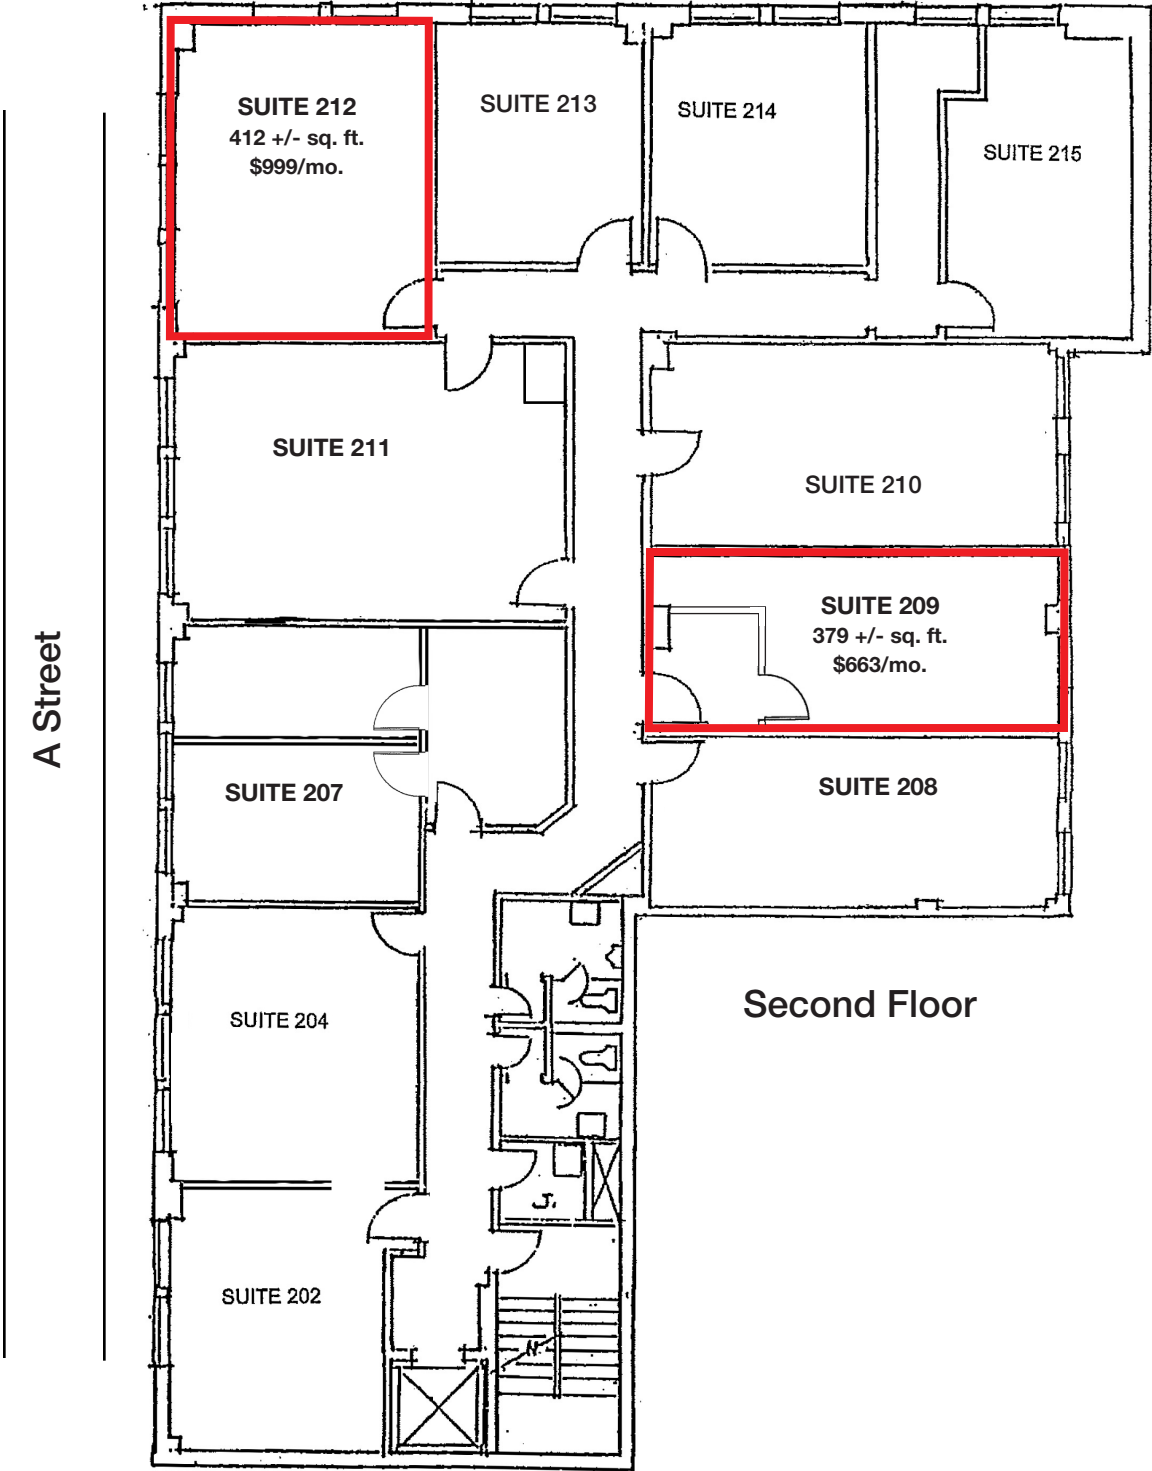 SUITE 212
412 +/- sq. ft.
$999/mo.
SUITE 213
SUITE 214
SUITE 215
SUITE 211
SUITE 210
SUITE 209
379 +/- sq. ft.
$663/mo.
A Street
SUITE 207
SUITE 208
Second Floor
SUITE 204
J.
SUITE 202